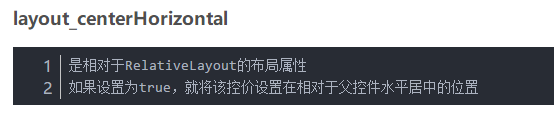 layout_centerHorizontal
1 是相对于RelativeLayout的布局属性
2 如果设置为true，就将该控价设置在相对于父控件水平居中的位置